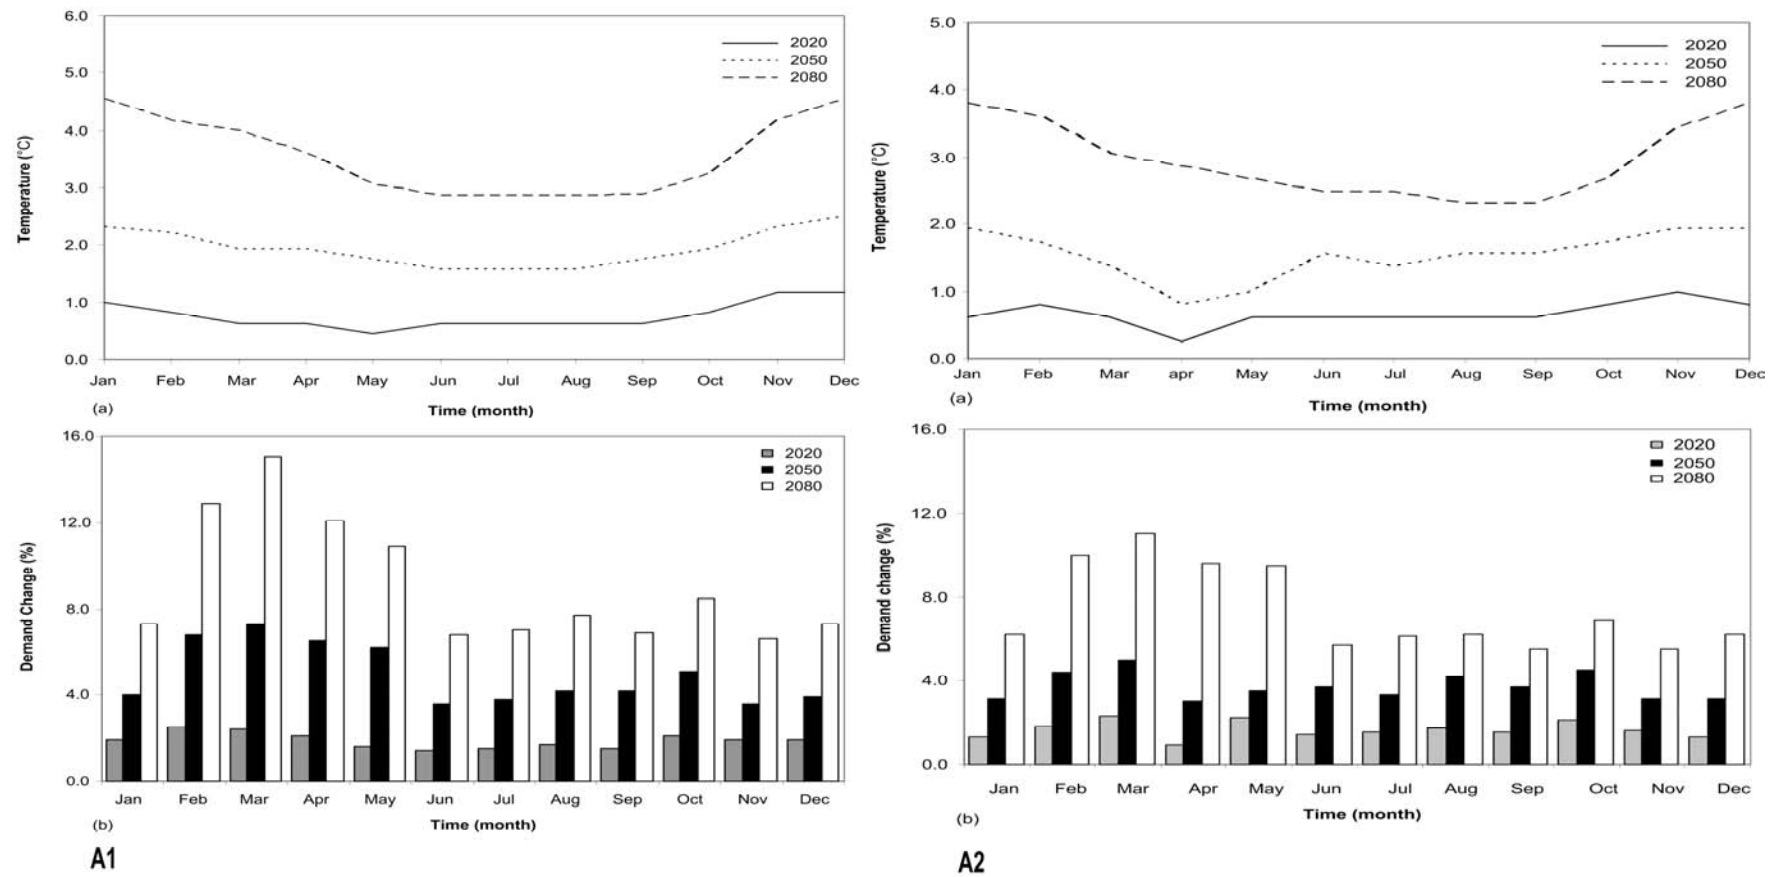 6.0
5.0
4.0
3.0
2.0
1.0
0.0
Temperature (°C)
2020
2050
2080
Jan Feb Mar Apr May Jun Jul Aug Sep Oct Nov Dec
(a)
Time (month)
5.0
4.0
3.0
2.0
1.0
0.0
Temperature (°C)
2020
2050
2080
Jan Feb Mar apr May Jun Jul Aug Sep Oct Nov Dec
(a)
Time (month)
16.0
12.0
8.0
4.0
0.0
Demand Change (%)
2020
2050
2080
Jan Feb Mar Apr May Jun Jul Aug Sep Oct Nov Dec
(b)
Time (month)
A1
16.0
12.0
8.0
4.0
0.0
Demand change (%)
2020
2050
2080
Jan Feb Mar Apr May Jun Jul Aug Sep Oct Nov Dec
(b)
Time (month)
A2